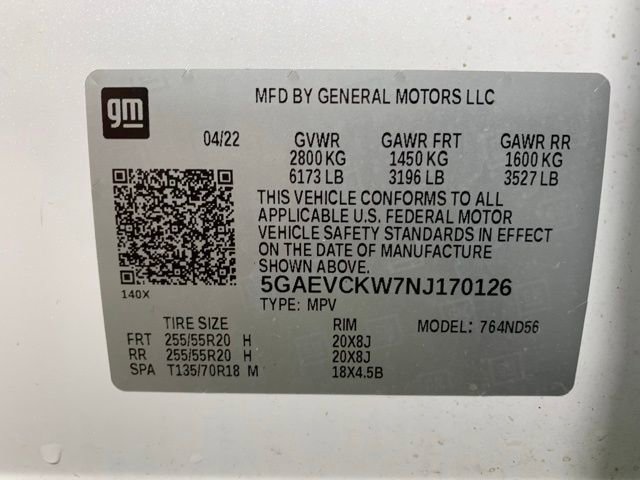 gm
MFD BY GENERAL MOTORS LLC
04/22 GVWR GAWR FRT GAWR RR
2800 KG 1450 KG 1600 KG
6173 LB 3196 LB 3527 LB
THIS VEHICLE CONFORMS TO ALL
APPLICABLE U.S. FEDERAL MOTOR
VEHICLE SAFETY STANDARDS IN EFFECT
ON THE DATE OF MANUFACTURE
SHOWN ABOVE.
5GAEVCKW7NJ170126
140X
TYPE: MPV
TIRE SIZE RIM MODEL: 764ND56
FRT 255/55R20 H 20X8J
RR 255/55R20 H 20X8J
SPA T135/70R18 M 18X4.5B